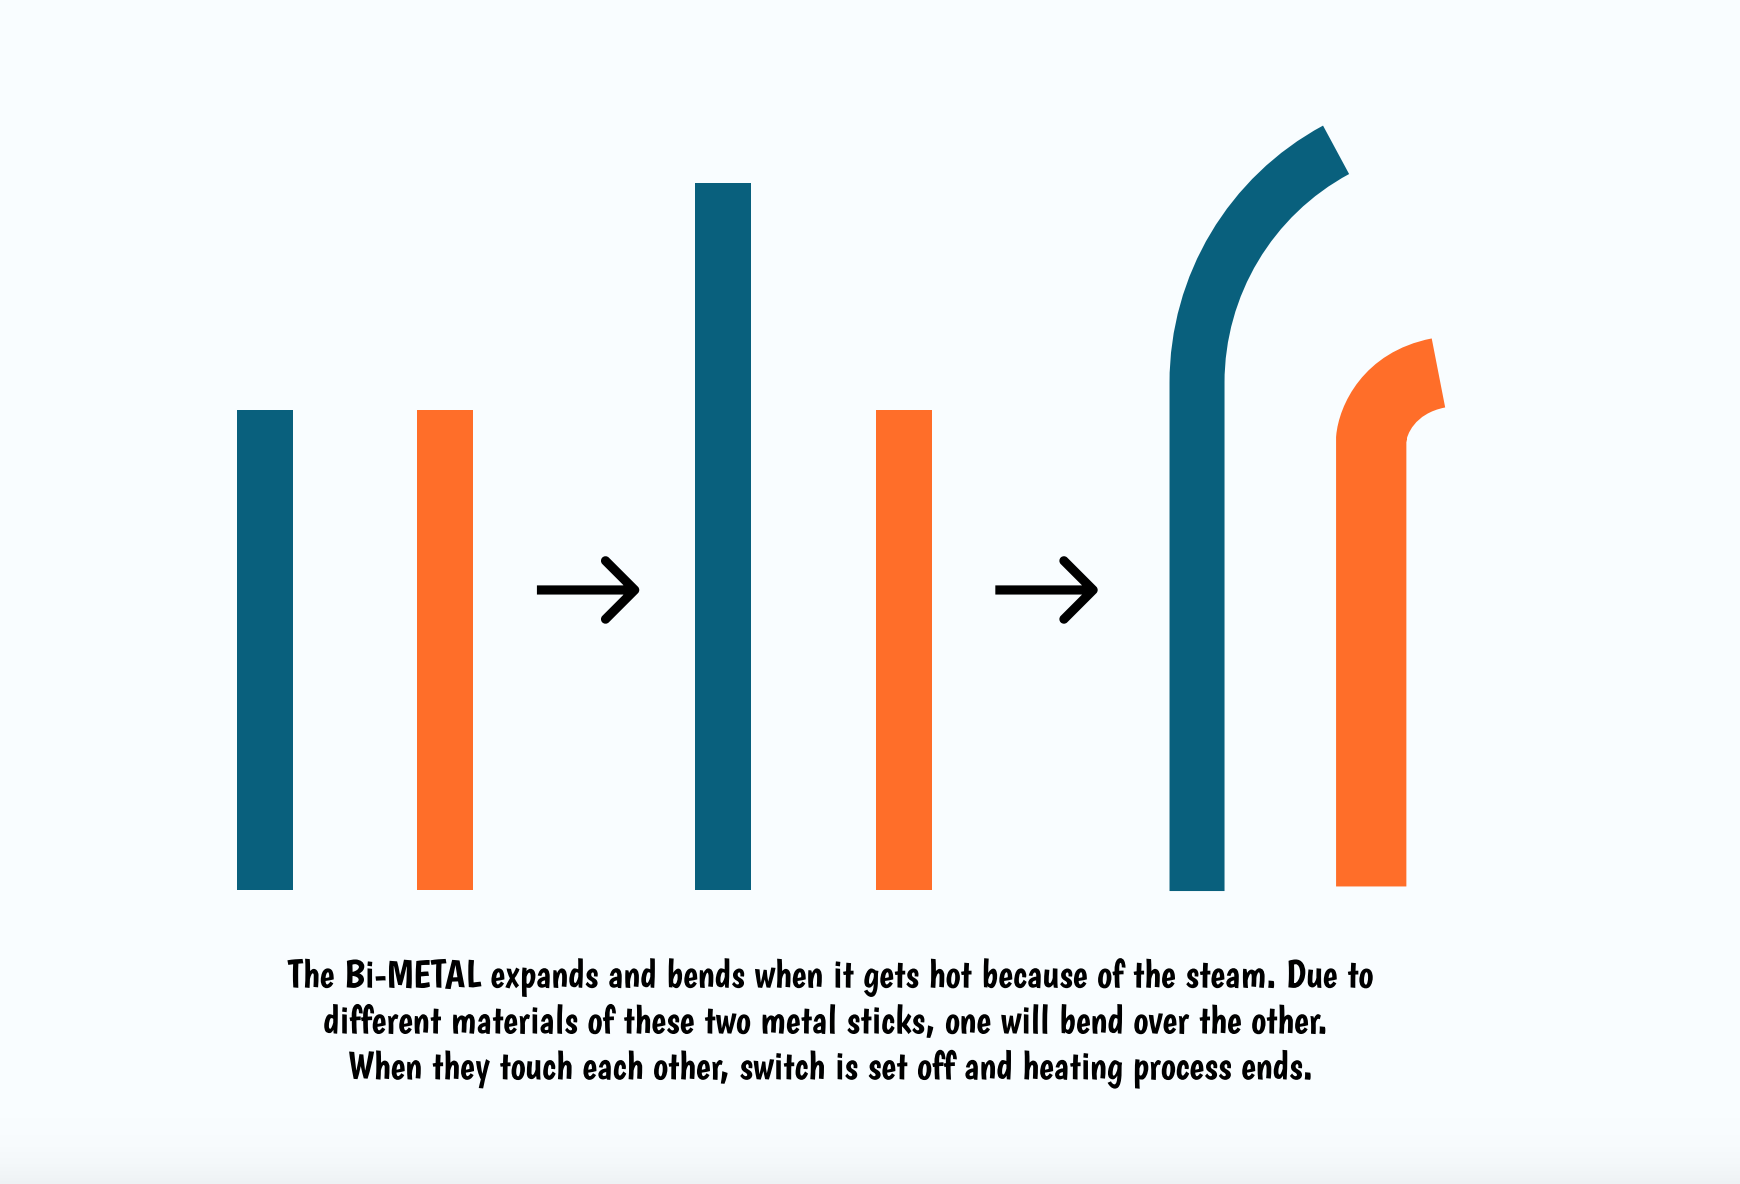 The Bi-METAL expands and bends when it gets hot because of the steam. Due to
different materials of these two metal sticks, one will bend over the other.
When they touch each other, switch is set off and heating process ends.